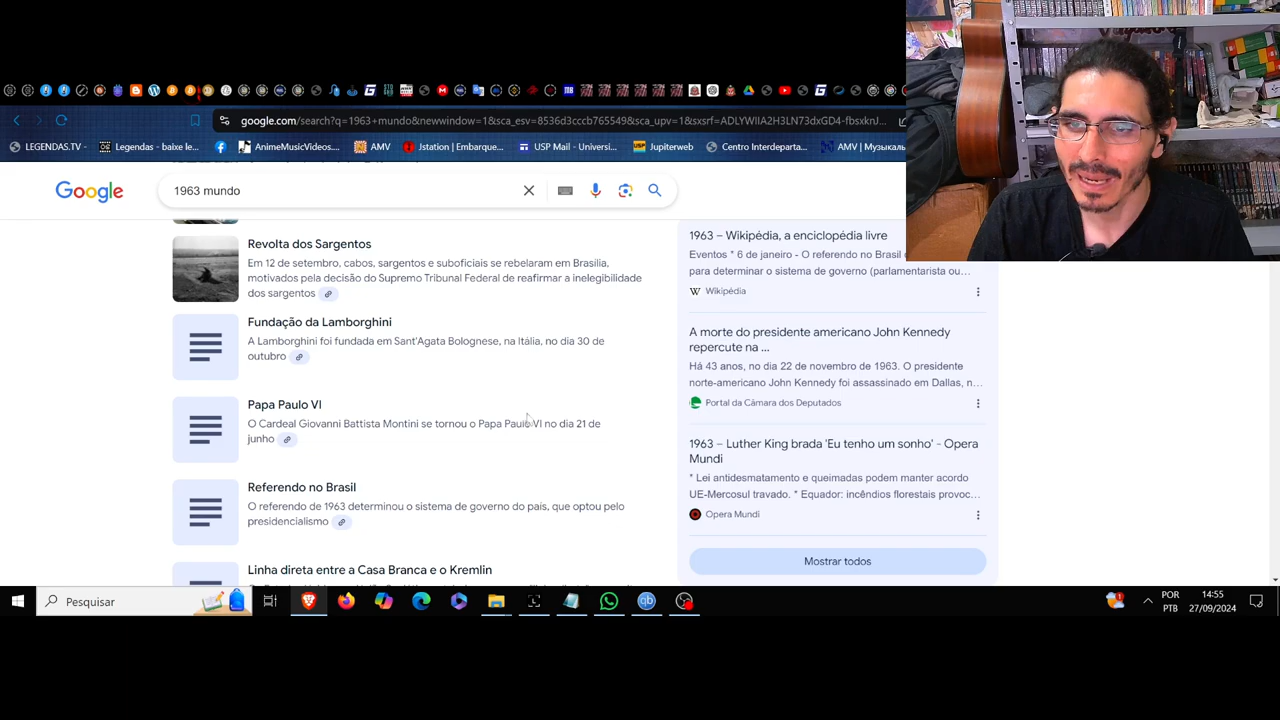 google.com/search?q=1963+mundo&newwindow=1&sca_esv=8536d3cccb765549&sca_upv=1&sxsrf=ADLYWIIA2H3LN73dxGD4-fbsxknJ...
LEGENDAS.TV -
Legendas - baixe le...
AnimeMusicVideos...
AMV
Jstation | Embarque...
USP Mail - Universi...
Jupiterweb
Centro Interdeparta...
AMV | Музыкаль
Google
1963 mundo
Revolta dos Sargentos
Em 12 de setembro, cabos, sargentos e suboficiais se rebelaram em Brasília,
motivados pela decisão do Supremo Tribunal Federal de reafirmar a inelegibilidade
dos sargentos
Fundação da Lamborghini
A Lamborghini foi fundada em Sant'Agata Bolognese, na Itália, no dia 30 de
outubro
Papa Paulo VI
O Cardeal Giovanni Battista Montini se tornou o Papa Paulo VI no dia 21 de
junho
Referendo no Brasil
O referendo de 1963 determinou o sistema de governo do país, que optou pelo
presidencialismo
Linha direta entre a Casa Branca e o Kremlin
1963 – Wikipédia, a enciclopédia livre
Eventos * 6 de janeiro - O referendo no Brasil
para determinar o sistema de governo (parlamentarista ou...
Wikipédia
A morte do presidente americano John Kennedy
repercute na ...
Há 43 anos, no dia 22 de novembro de 1963. O presidente
norte-americano John Kennedy foi assassinado em Dallas, n...
Portal da Câmara dos Deputados
1963 – Luther King brada 'Eu tenho um sonho' - Opera
Mundi
* Lei antidesmatamento e queimadas podem manter acordo
UE-Mercosul travado. * Equador: incêndios florestais provoc...
Opera Mundi
Mostrar todos
Pesquisar
POR
PTB
14:55
27/09/2024